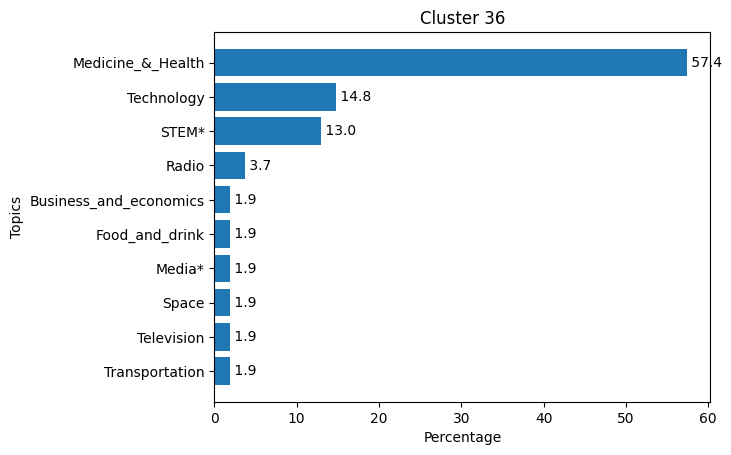 Cluster 36
Topics
Medicine_&_Health 57.4
Technology 14.8
STEM* 13.0
Radio 3.7
Business_and_economics 1.9
Food_and_drink 1.9
Media* 1.9
Space 1.9
Television 1.9
Transportation 1.9
0 10 20 30 40 50 60
Percentage